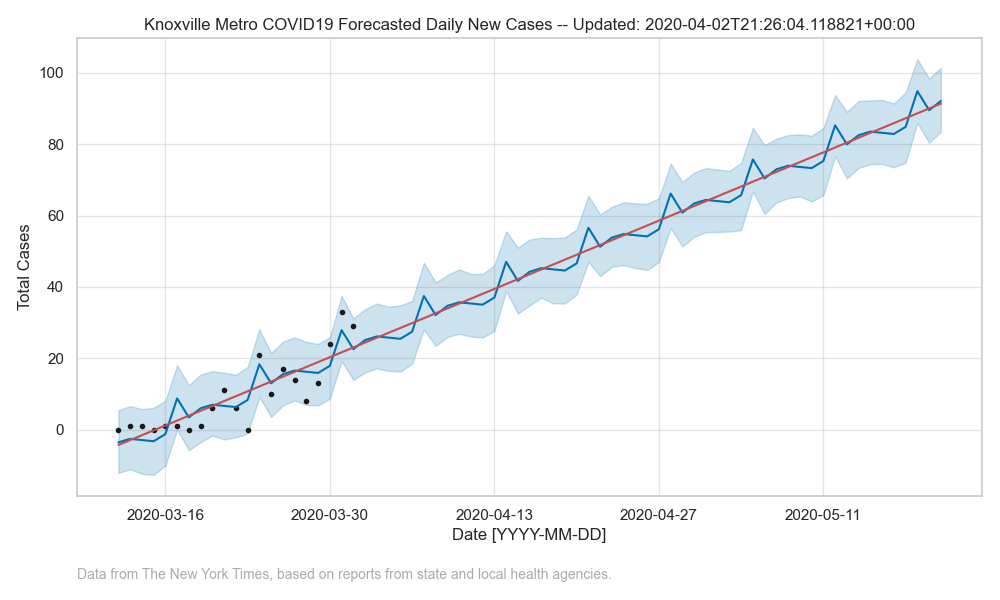 Knoxville Metro COVID19 Forecasted Daily New Cases -- Updated: 2020-04-02T21:26:04.118821+00:00
100
80
60
40
20
0
Total Cases
2020-03-16 2020-03-30 2020-04-13 2020-04-27 2020-05-11
Date [YYYY-MM-DD]
Data from The New York Times, based on reports from state and local health agencies.